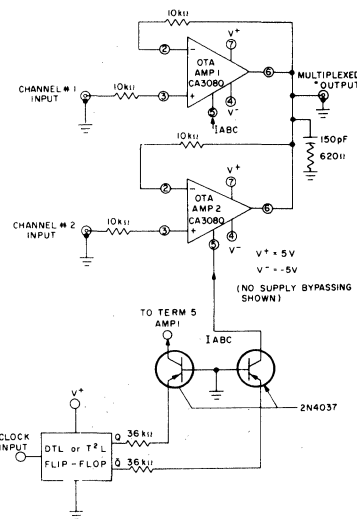 10kΩ
V+
7
2
−
OTA
AMP 1
CA3080
6
MULTIPLEXED
OUTPUT
CHANNEL # 1
INPUT
10kΩ
3
+
4
V−
5
IABC
10kΩ
150pF
620Ω
V+
7
2
−
OTA
AMP 2
CA3080
6
CHANNEL # 2
INPUT
10kΩ
3
+
4
V−
5
V+ = 5V
V− = -5V
(NO SUPPLY BYPASSING
SHOWN)
TO TERM 5
AMP1
IABC
2N4037
V+
CLOCK
INPUT
DTL or T²L
FLIP-FLOP
Q 36kΩ
Q̄ 36kΩ